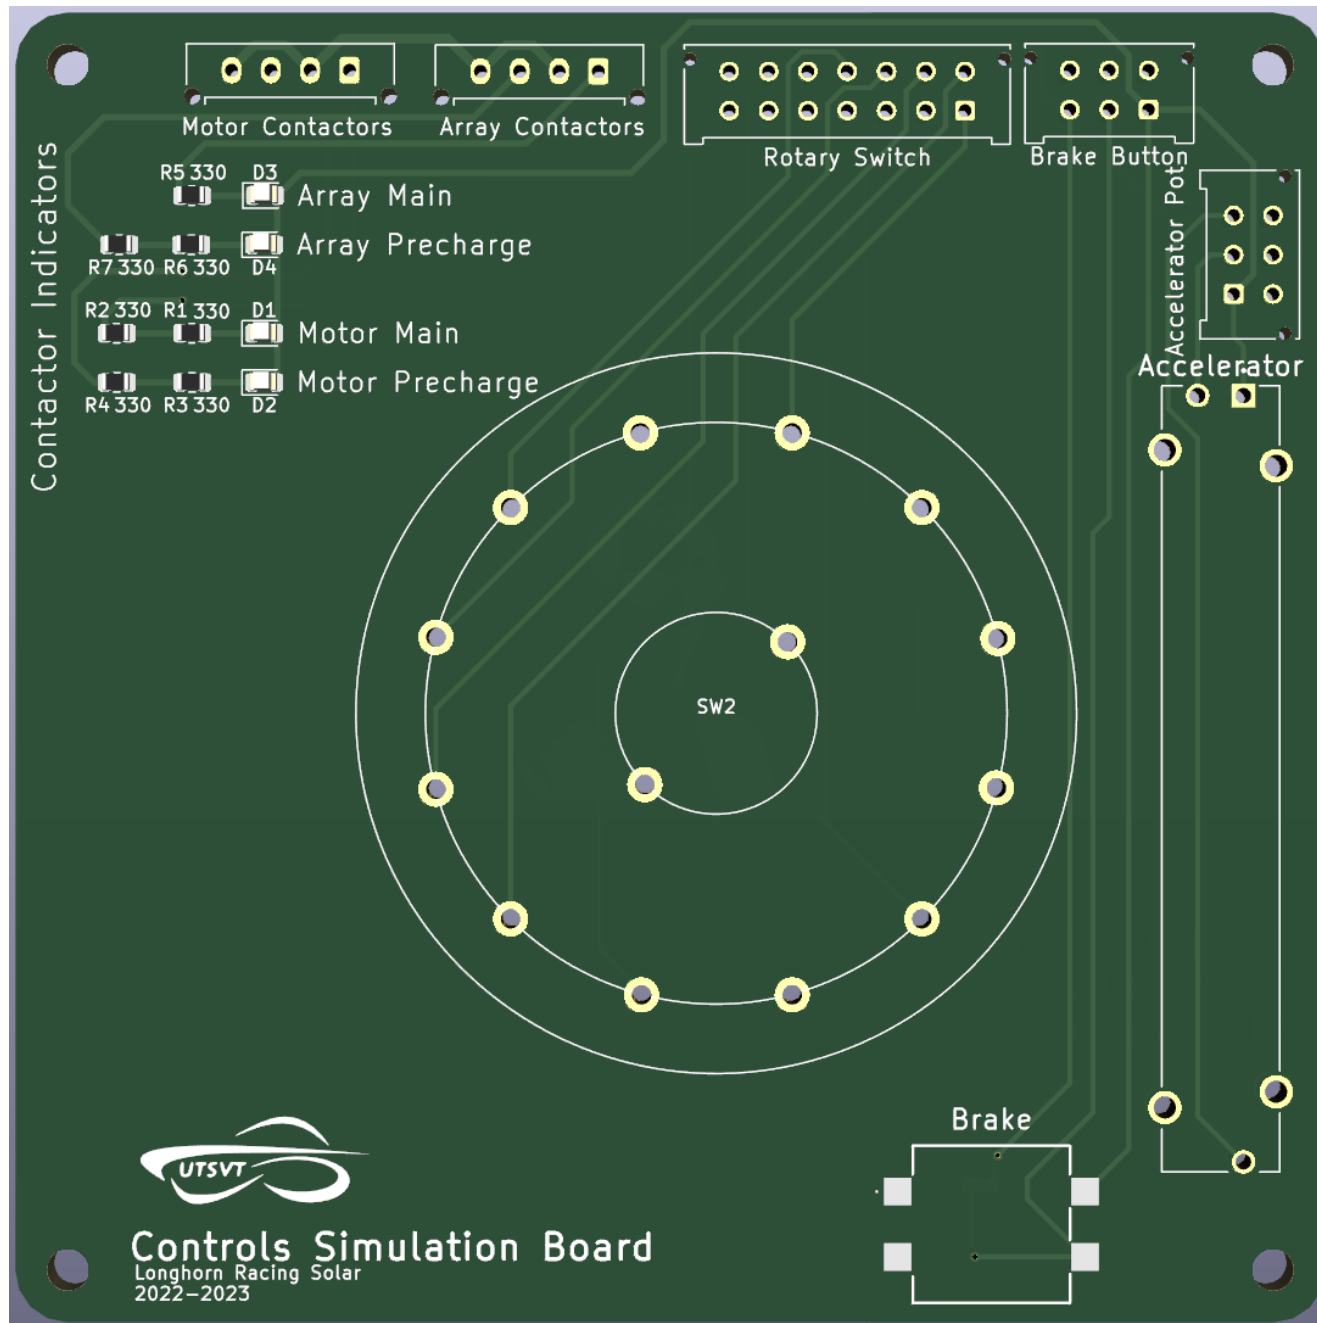 Motor Contactors
Array Contactors
Rotary Switch
Brake Button
Contactor Indicators
R5 330 D3
Array Main
R7 330 R6 330 D4
Array Precharge
R2 330 R1 330 D1
Motor Main
R4 330 R3 330 D2
Motor Precharge
Accelerator Pot
Accelerator
SW2
Brake
UTSVT
Controls Simulation Board
Longhorn Racing Solar
2022-2023